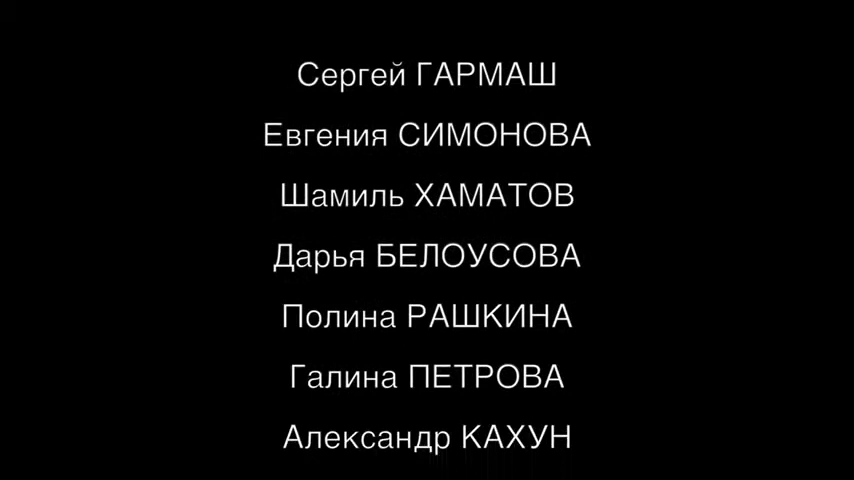 Сергей ГАРМАШ
Евгения СИМОНОВА
Шамиль ХАМАТОВ
Дарья БЕЛОУСОВА
Полина РАШКИНА
Галина ПЕТРОВА
Александр КАХУН